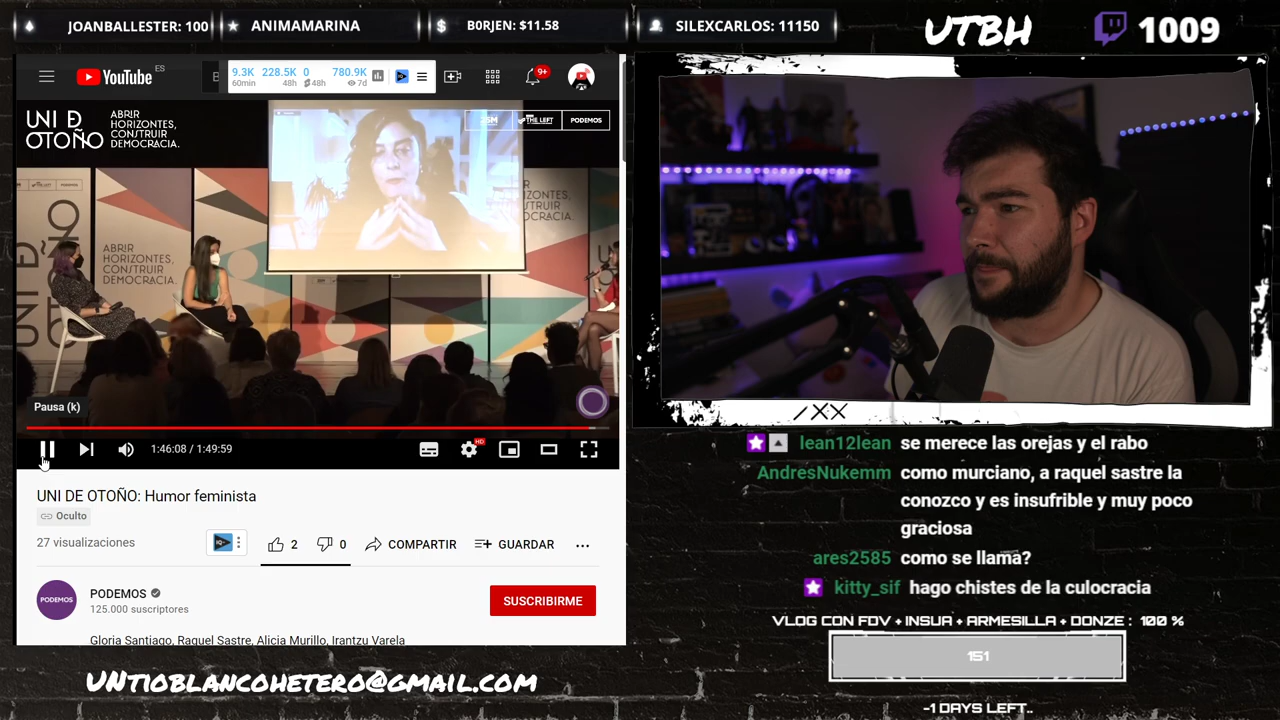 JOANBALLESTER: 100
ANIMAMARINA
B0RJEN: $11.58
SILEXCARLOS: 11150
UTBH
1009
YouTube ES
9.3K 228.5K 0 780.9K
60min 48h 48h 7d
9+
UNI DE OTOÑO
ABRIR
HORIZONTES,
CONSTRUIR
DEMOCRACIA.
THE LEFT
PODEMOS
ABRIR
HORIZONTES,
CONSTRUIR
DEMOCRACIA.
Pausa (k)
1:46:08 / 1:49:59
HD
UNI DE OTOÑO: Humor feminista
Oculto
27 visualizaciones
2
0
COMPARTIR
GUARDAR
PODEMOS
PODEMOS
125.000 suscriptores
SUSCRIBIRME
Gloria Santiago, Raquel Sastre, Alicia Murillo, Irantzu Varela
UNtioblancohetero@gmail.com
lean12lean se merece las orejas y el rabo
AndresNukemm como murciano, a raquel sastre la
conozco y es insufrible y muy poco
graciosa
ares2585 como se llama?
kitty_sif hago chistes de la culocracia
VLOG CON FDV + INSUA + ARMESILLA + DONZE : 100 %
151
-1 DAYS LEFT..